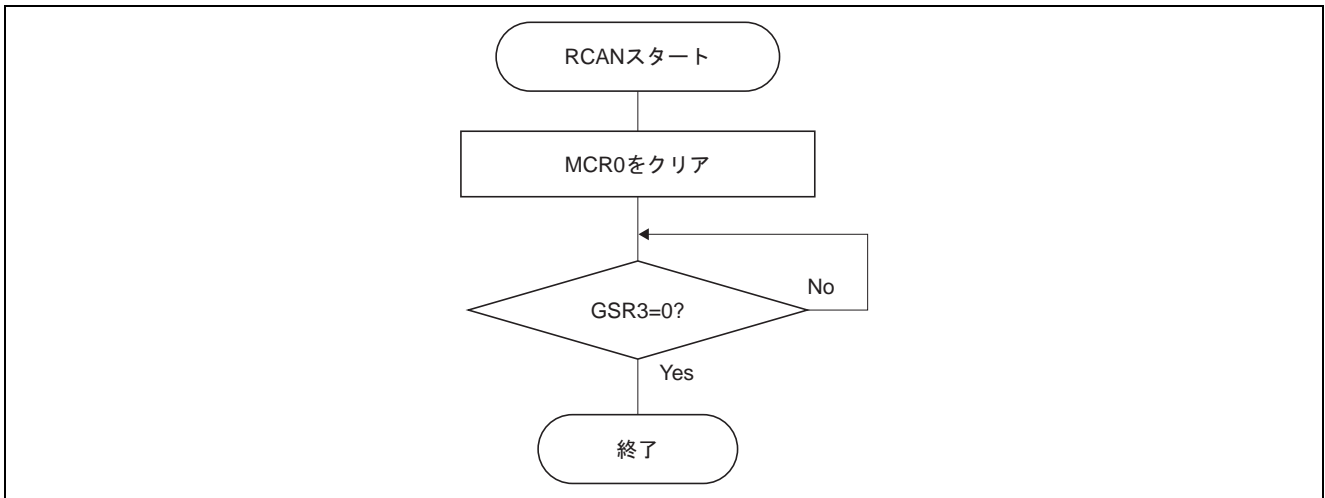 RCANスタート
MCR0をクリア
No
GSR3=0?
Yes
終了